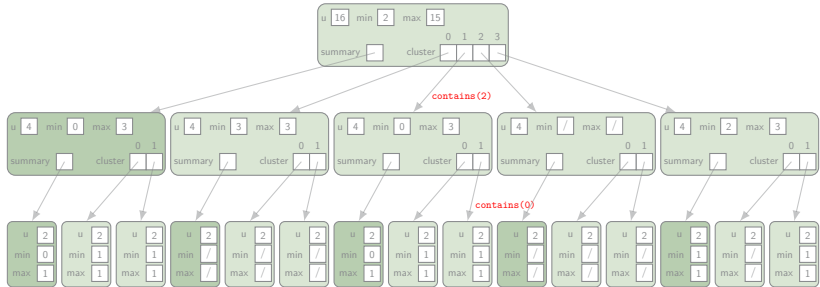 u 16 min 2 max 15
0 1 2 3
summary cluster
contains(2)
u 4 min 0 max 3 u 4 min 3 max 3 u 4 min 0 max 3 u 4 min / max / u 4 min 2 max 3
0 1 0 1 0 1 0 1 0 1
summary cluster summary cluster summary cluster summary cluster summary cluster
contains(0)
u 2 u 2 u 2 u 2 u 2 u 2 u 2 u 2 u 2 u 2 u 2 u 2 u 2 u 2 u 2
min 0 min 1 min 1 min / min / min / min 0 min 1 min 1 min / min / min / min 1 min / min 1
max 1 max 1 max 1 max / max / max / max 1 max 1 max 1 max / max / max / max 1 max / max 1